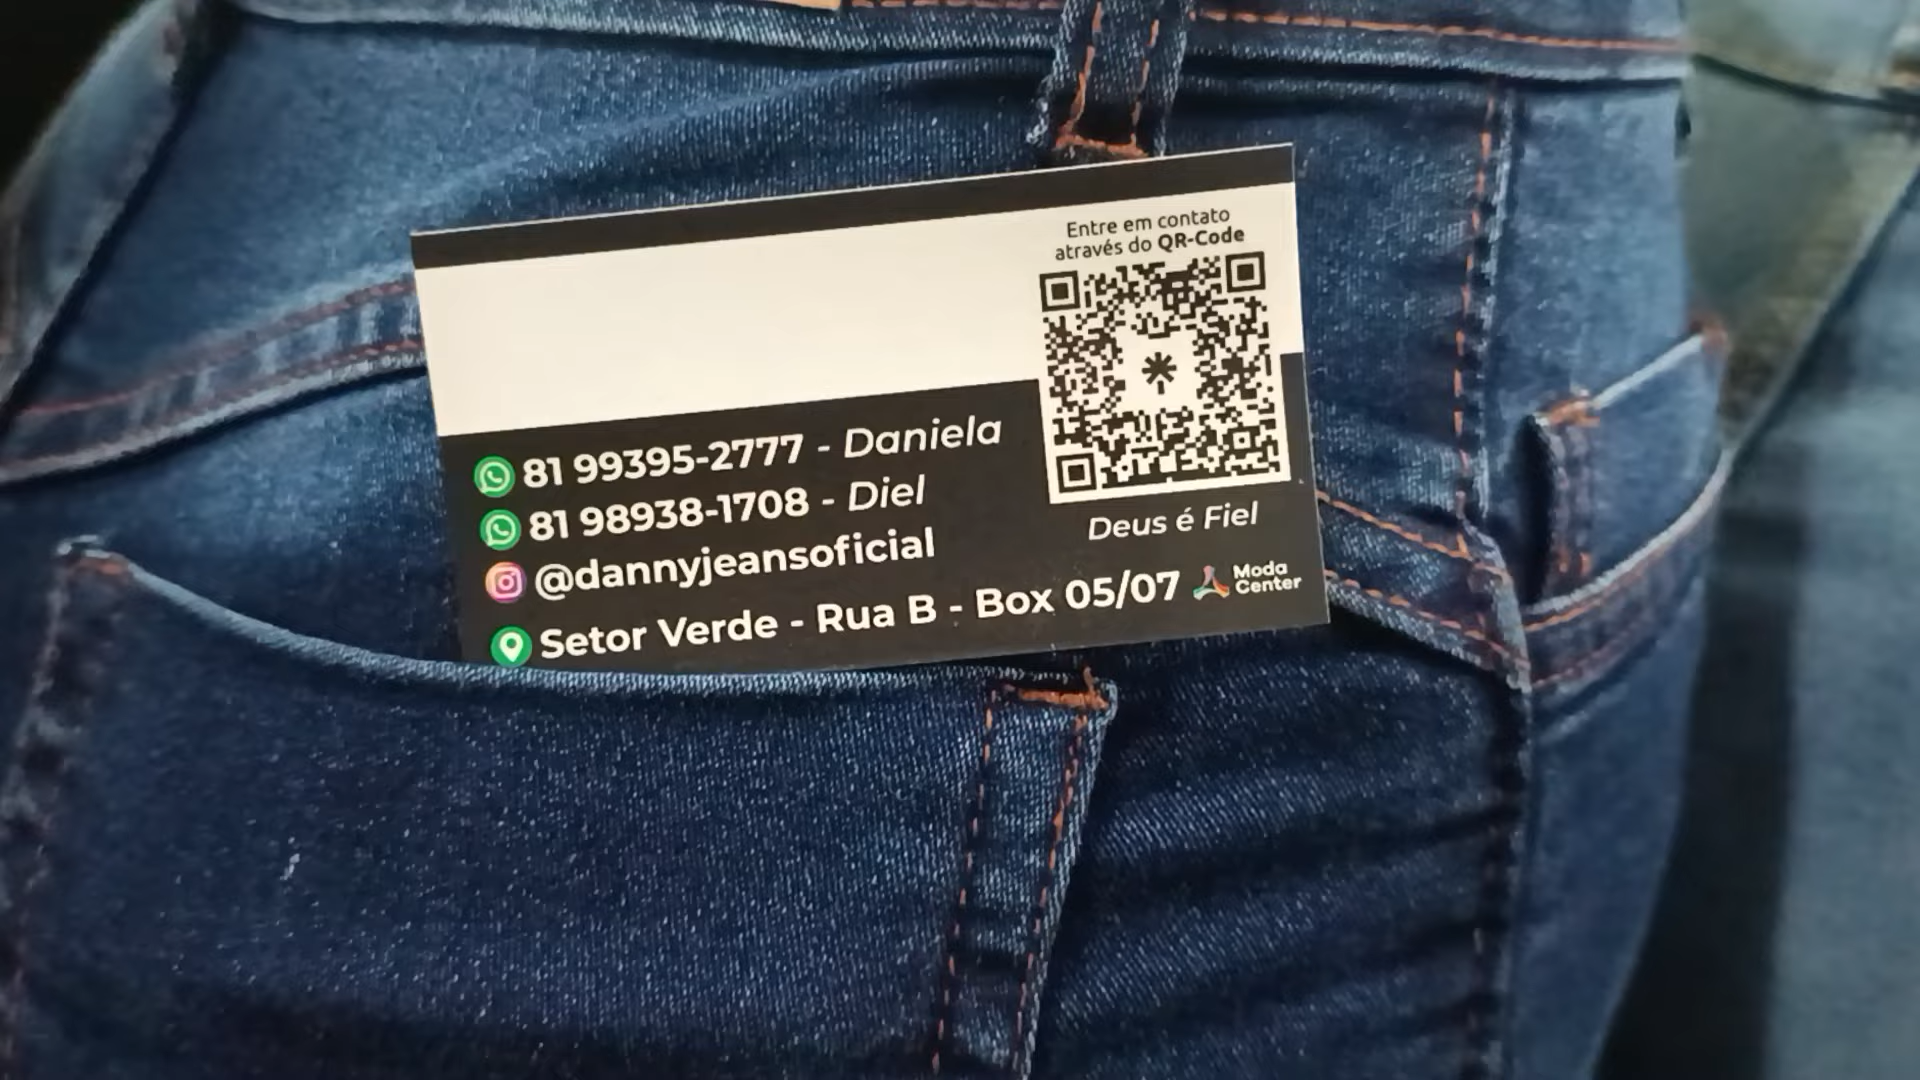 Entre em contato
através do QR-Code
81 99395-2777 - Daniela
81 98938-1708 - Diel
@dannyjeansoficial
Setor Verde - Rua B - Box 05/07
Deus é Fiel
Moda
Center